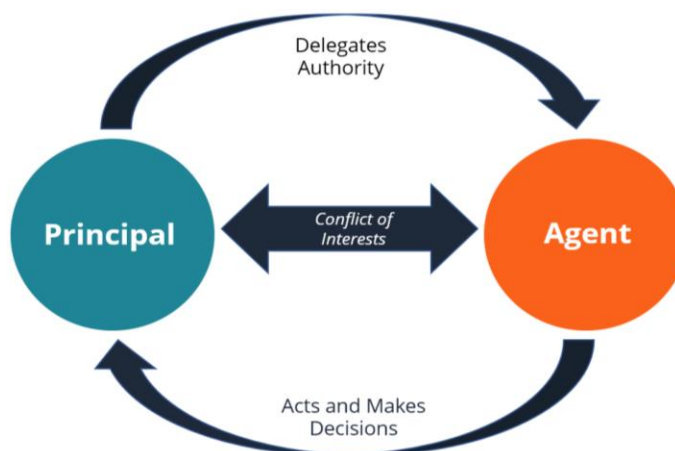 Delegates
Authority
Principal
Conflict of
Interests
Agent
Acts and Makes
Decisions